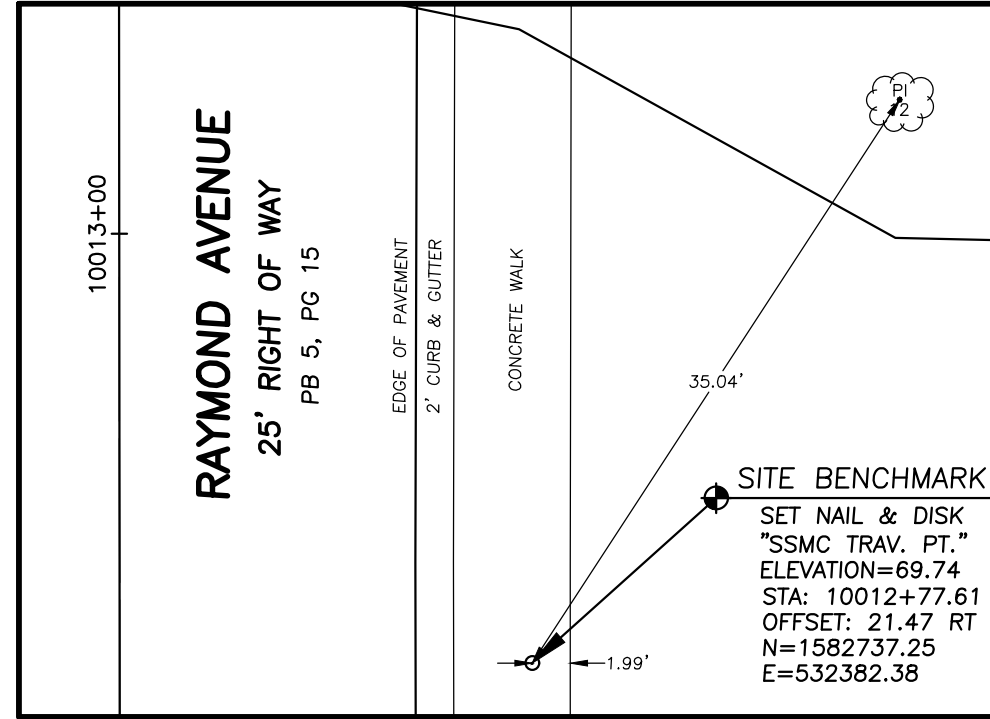 10013+00
RAYMOND AVENUE
25' RIGHT OF WAY
PB 5, PG 15
EDGE OF PAVEMENT
2' CURB & GUTTER
CONCRETE WALK
PI
12
35.04'
SITE BENCHMARK
SET NAIL & DISK
"SSMC TRAV. PT."
ELEVATION=69.74
STA: 10012+77.61
OFFSET: 21.47 RT
N=1582737.25
E=532382.38
1.99'